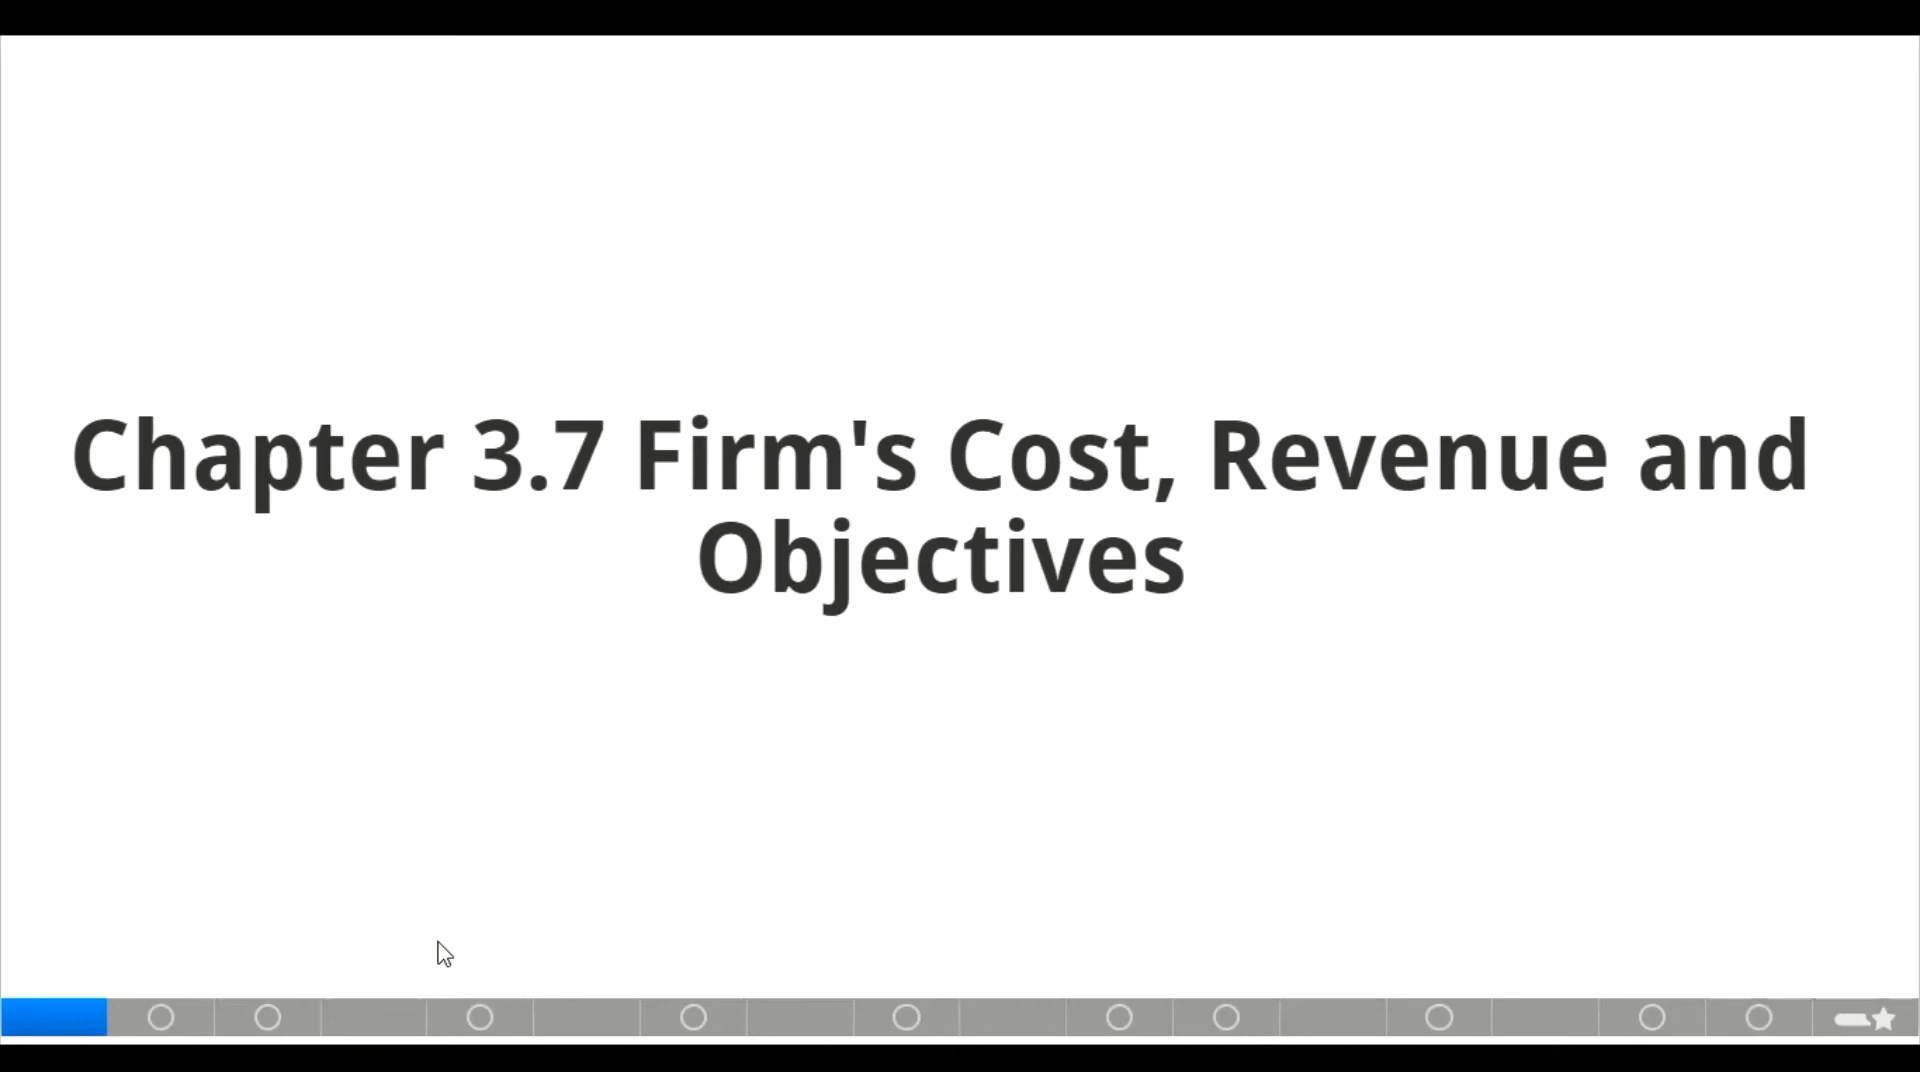 Chapter 3.7 Firm's Cost, Revenue and
Objectives